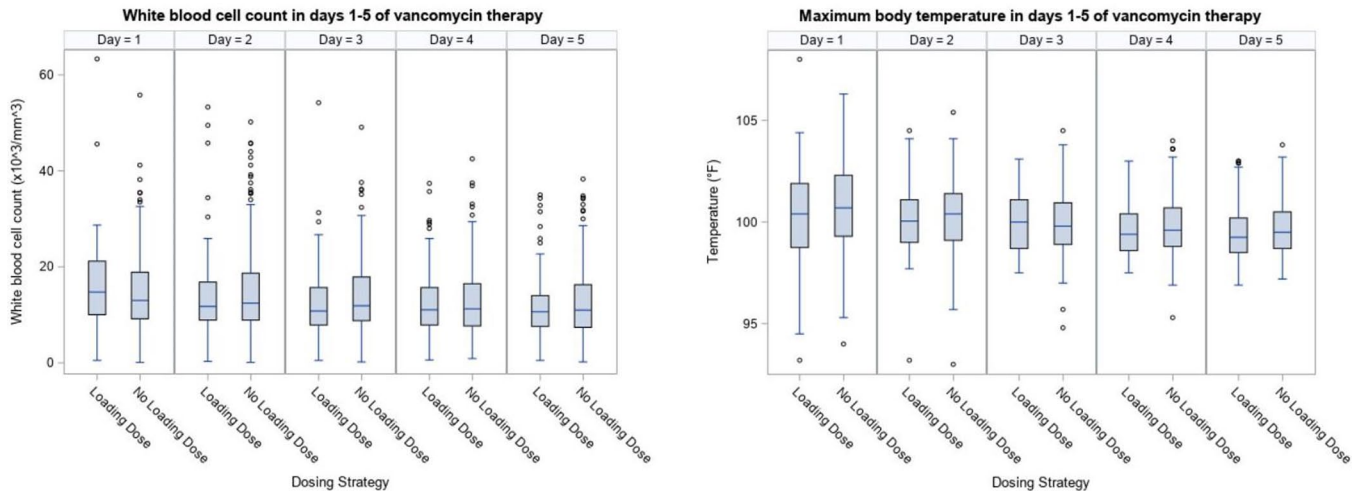 White blood cell count in days 1-5 of vancomycin therapy
Day = 1
Day = 2
Day = 3
Day = 4
Day = 5
White blood cell count (x10^3/mm^3)
60
40
20
0
Loading Dose
No Loading Dose
Loading Dose
No Loading Dose
Loading Dose
No Loading Dose
Loading Dose
No Loading Dose
Loading Dose
No Loading Dose
Dosing Strategy
Maximum body temperature in days 1-5 of vancomycin therapy
Day = 1
Day = 2
Day = 3
Day = 4
Day = 5
Temperature (°F)
105
100
95
Loading Dose
No Loading Dose
Loading Dose
No Loading Dose
Loading Dose
No Loading Dose
Loading Dose
No Loading Dose
Loading Dose
No Loading Dose
Dosing Strategy